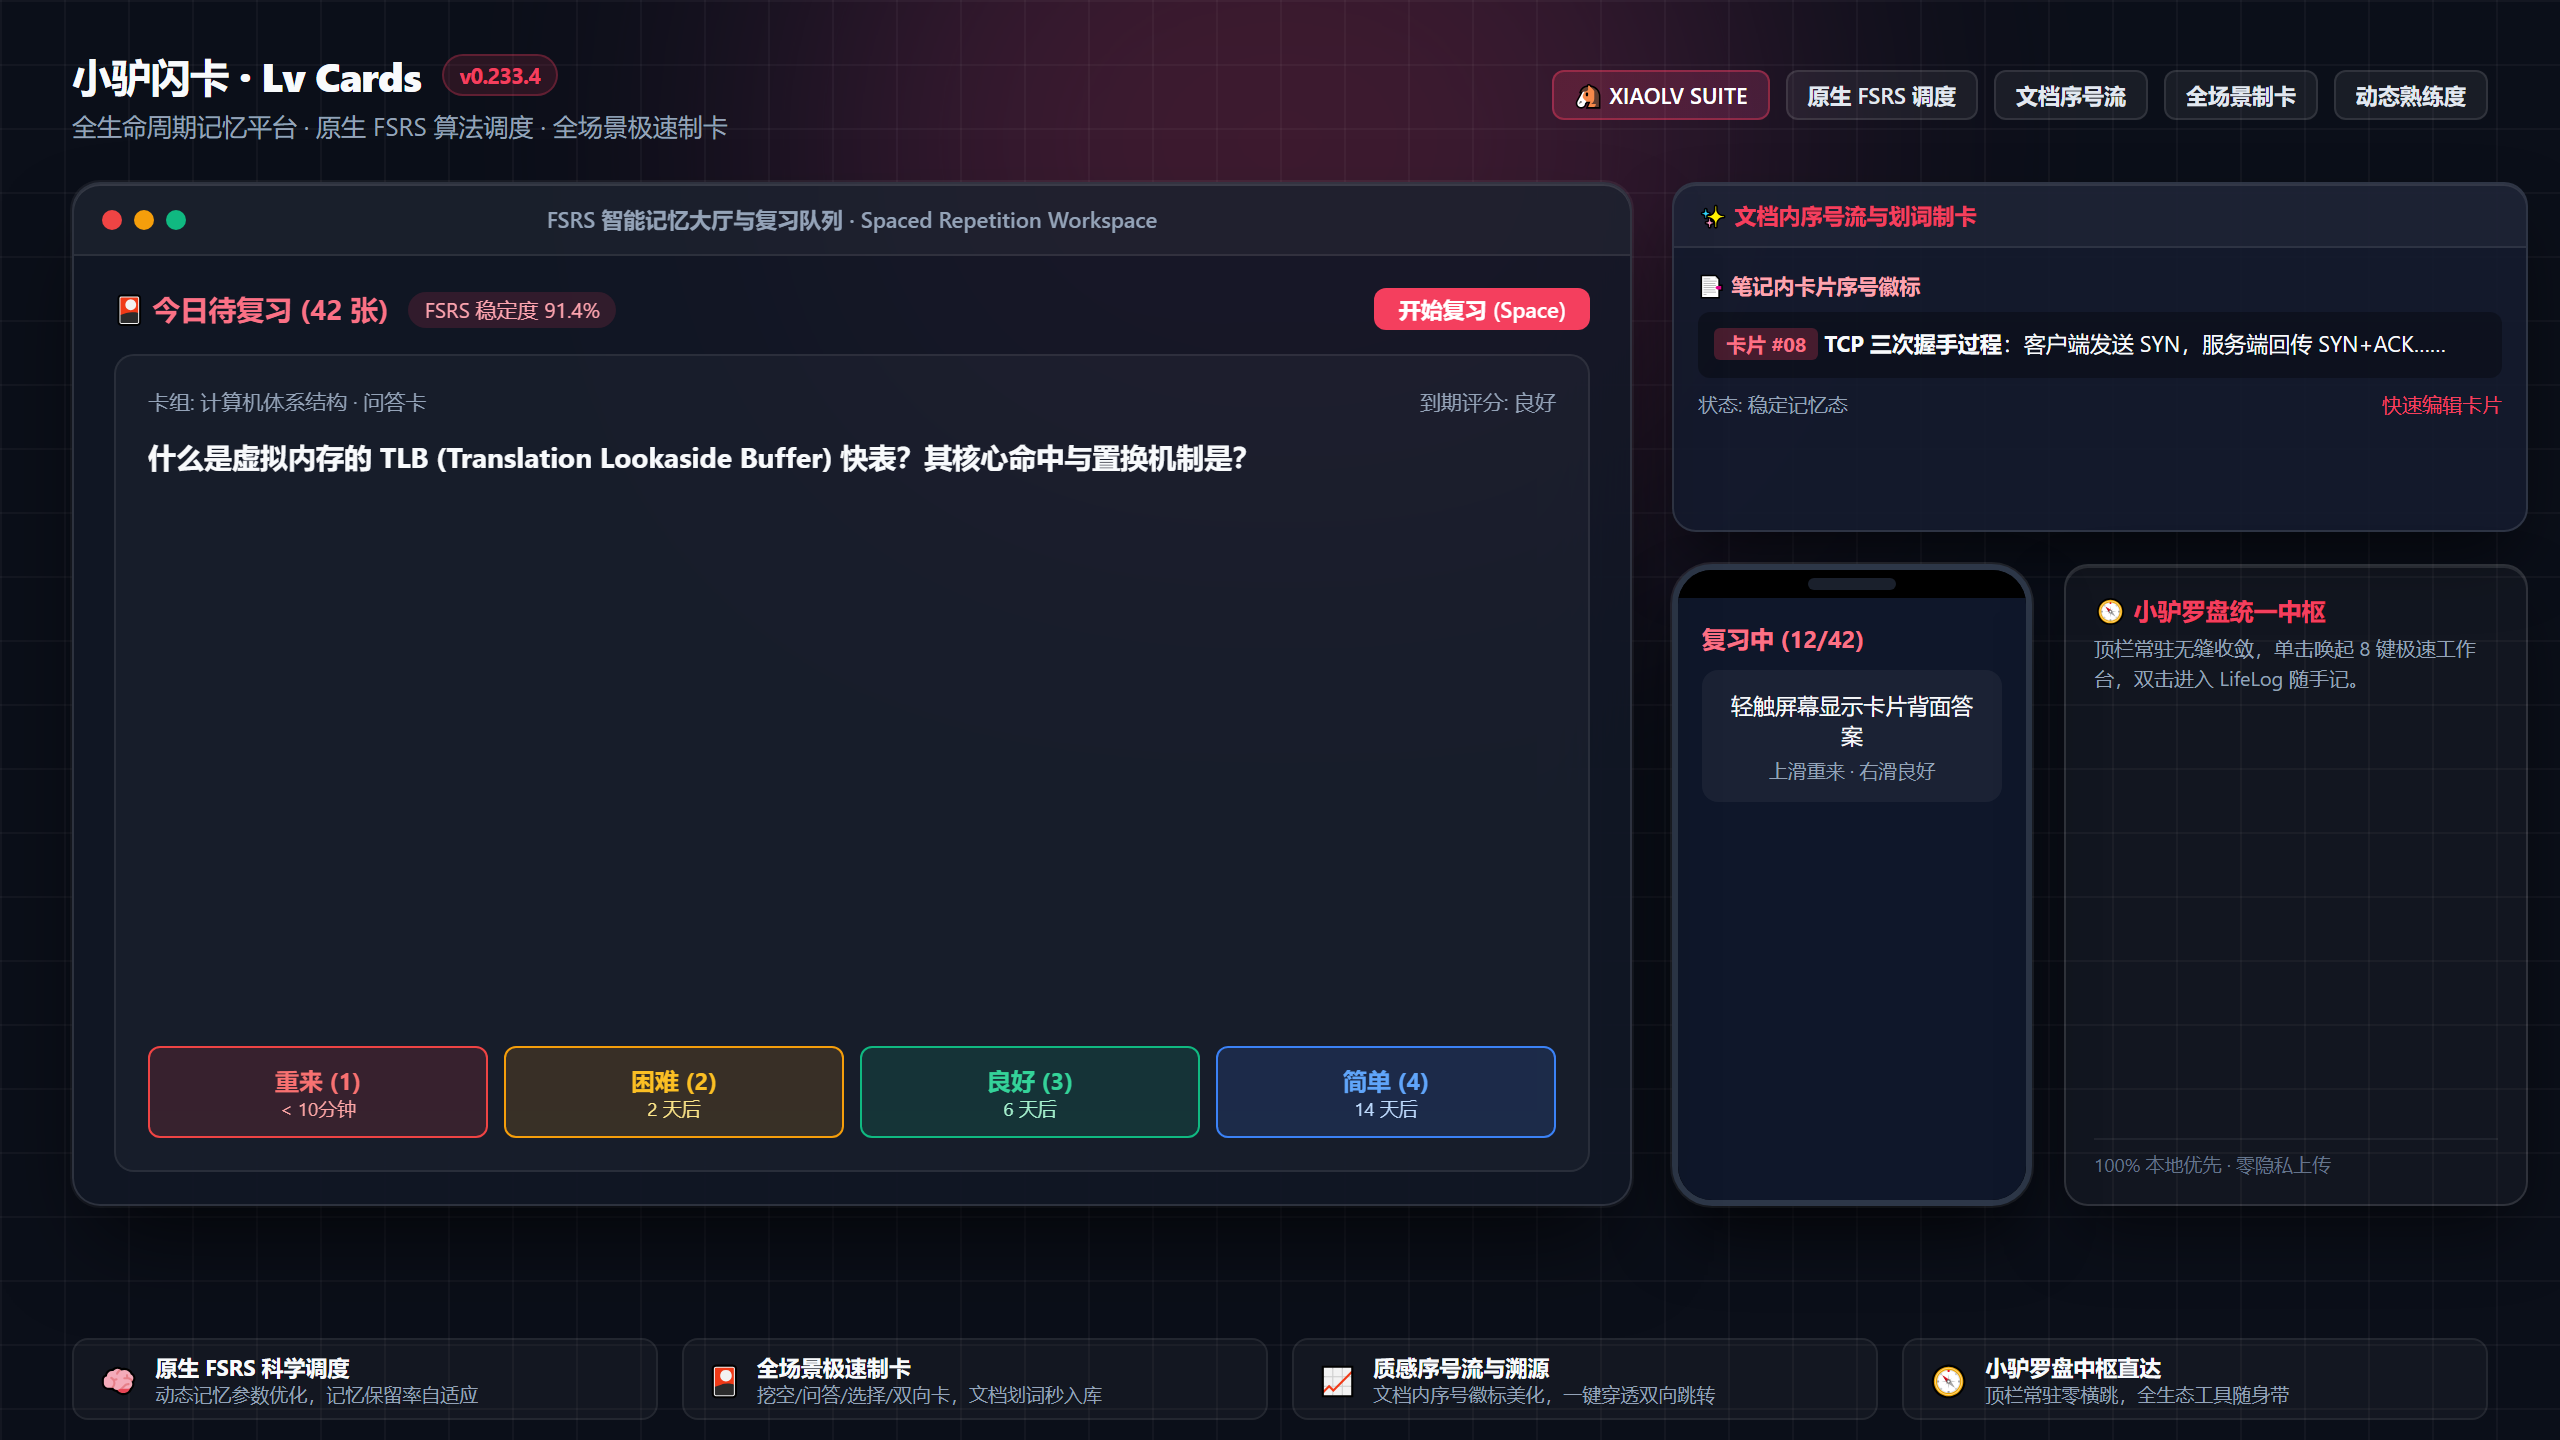 小驴闪卡 · Lv Cards
v0.233.4
全生命周期记忆平台 · 原生 FSRS 算法调度 · 全场景极速制卡
XIAOLV SUITE
原生 FSRS 调度
文档序号流
全场景制卡
动态熟练度
FSRS 智能记忆大厅与复习队列 · Spaced Repetition Workspace
今日待复习 (42 张)
FSRS 稳定度 91.4%
开始复习 (Space)
卡组: 计算机体系结构 · 问答卡
到期评分: 良好
什么是虚拟内存的 TLB (Translation Lookaside Buffer) 快表？其核心命中与置换机制是？
重来 (1)
< 10分钟
困难 (2)
2 天后
良好 (3)
6 天后
简单 (4)
14 天后
文档内序号流与划词制卡
笔记内卡片序号徽标
卡片 #08 TCP 三次握手过程：客户端发送 SYN，服务端回传 SYN+ACK……
状态: 稳定记忆态
快速编辑卡片
复习中 (12/42)
轻触屏幕显示卡片背面答
案
上滑重来 · 右滑良好
小驴罗盘统一中枢
顶栏常驻无缝收敛，单击唤起 8 键极速工作
台，双击进入 LifeLog 随手记。
100% 本地优先 · 零隐私上传
原生 FSRS 科学调度
动态记忆参数优化，记忆保留率自适应
全场景极速制卡
挖空/问答/选择/双向卡，文档划词秒入库
质感序号流与溯源
文档内序号徽标美化，一键穿透双向跳转
小驴罗盘中枢直达
顶栏常驻零横跳，全生态工具随身带